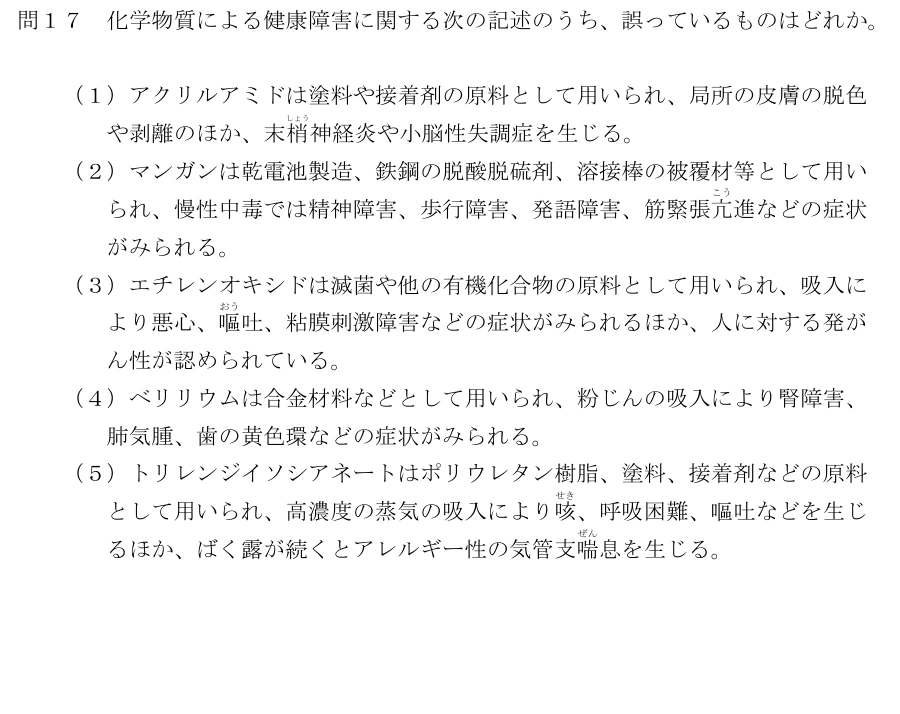 問１７　化学物質による健康障害に関する次の記述のうち、誤っているものはどれか。
（１）アクリルアミドは塗料や接着剤の原料として用いられ、局所の皮膚の脱色
しょう
や剥離のほか、末梢神経炎や小脳性失調症を生じる。
（２）マンガンは乾電池製造、鉄鋼の脱酸脱硫剤、溶接棒の被覆材等として用い
こう
られ、慢性中毒では精神障害、歩行障害、発語障害、筋緊張亢進などの症状
がみられる。
（３）エチレンオキシドは滅菌や他の有機化合物の原料として用いられ、吸入に
おう
より悪心、嘔吐、粘膜刺激障害などの症状がみられるほか、人に対する発が
ん性が認められている。
（４）ベリリウムは合金材料などとして用いられ、粉じんの吸入により腎障害、
肺気腫、歯の黄色環などの症状がみられる。
（５）トリレンジイソシアネートはポリウレタン樹脂、塗料、接着剤などの原料
せき
として用いられ、高濃度の蒸気の吸入により咳、呼吸困難、嘔吐などを生じ
ぜん
るほか、ばく露が続くとアレルギー性の気管支喘息を生じる。